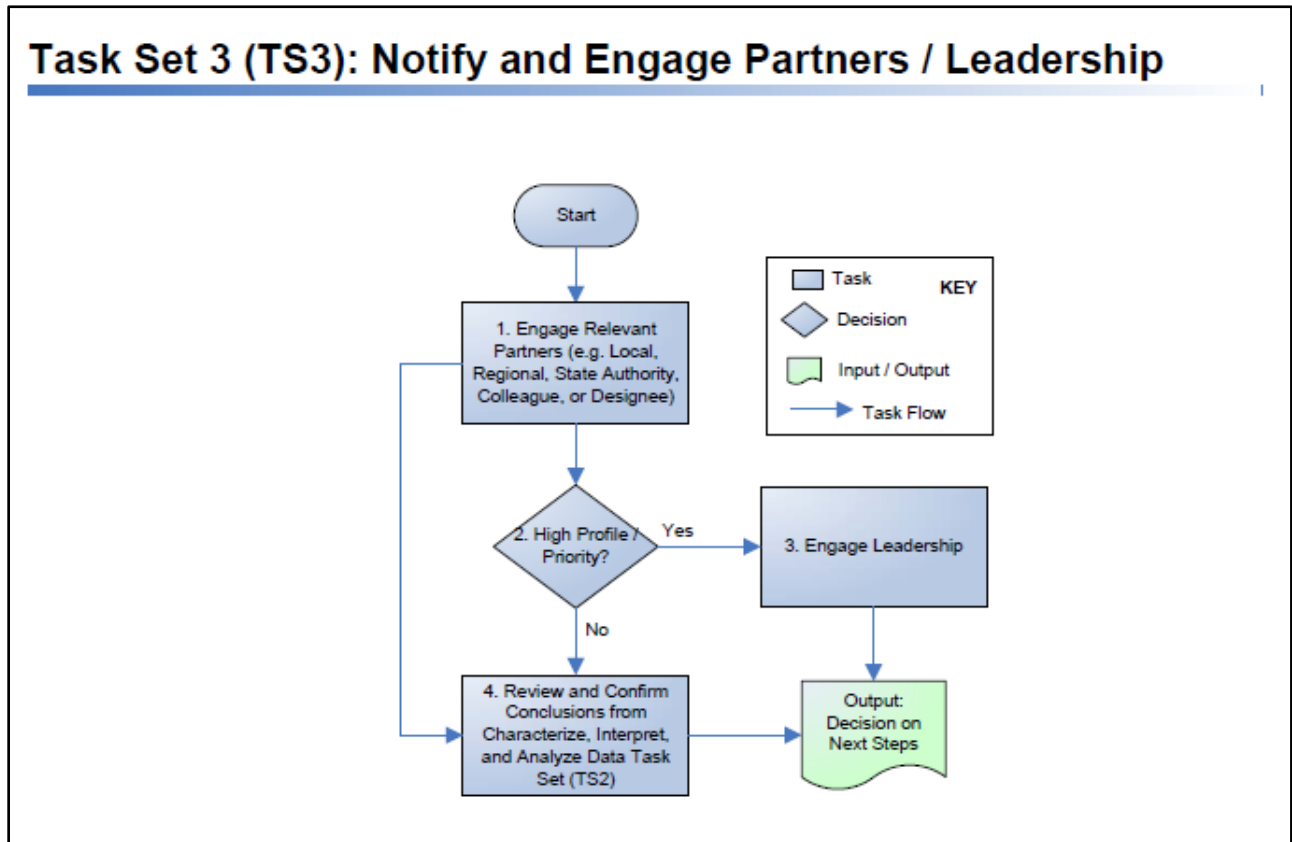 Task Set 3 (TS3): Notify and Engage Partners / Leadership
Start
1. Engage Relevant
Partners (e.g. Local,
Regional, State Authority,
Colleague, or Designee)
Task
KEY
Decision
Input / Output
Task Flow
2. High Profile /
Priority?
Yes
3. Engage Leadership
No
4. Review and Confirm
Conclusions from
Characterize, Interpret,
and Analyze Data Task
Set (TS2)
Output:
Decision on
Next Steps